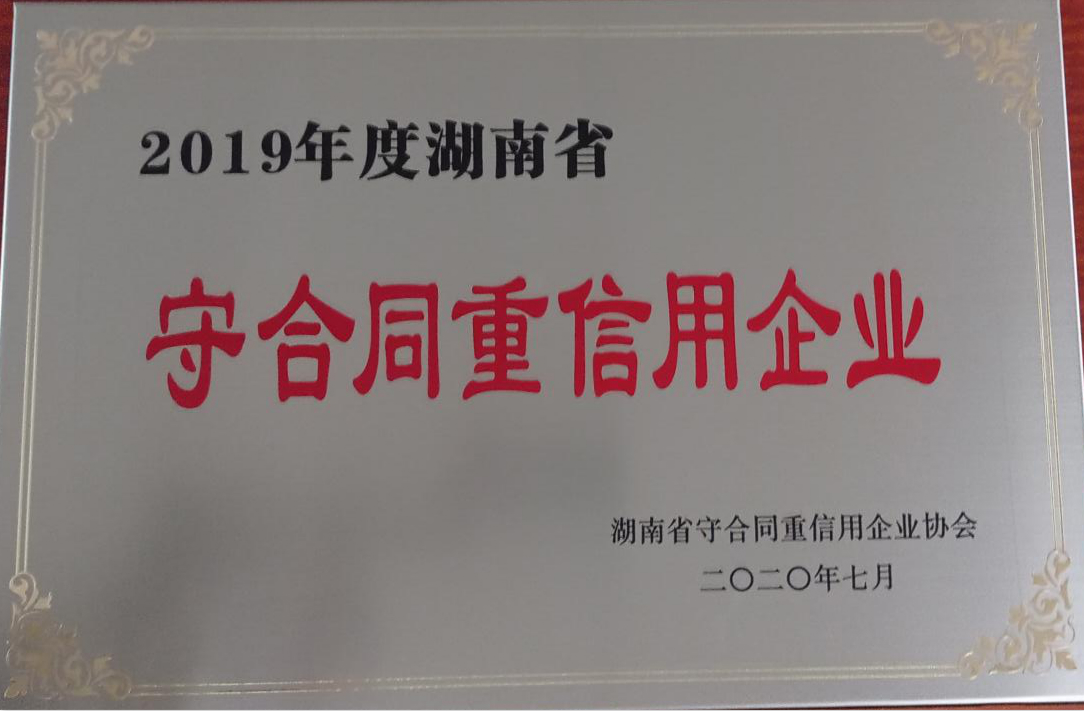 2019年度湖南省
守合同重信用企业
湖南省守合同重信用企业协会
二〇二〇年七月